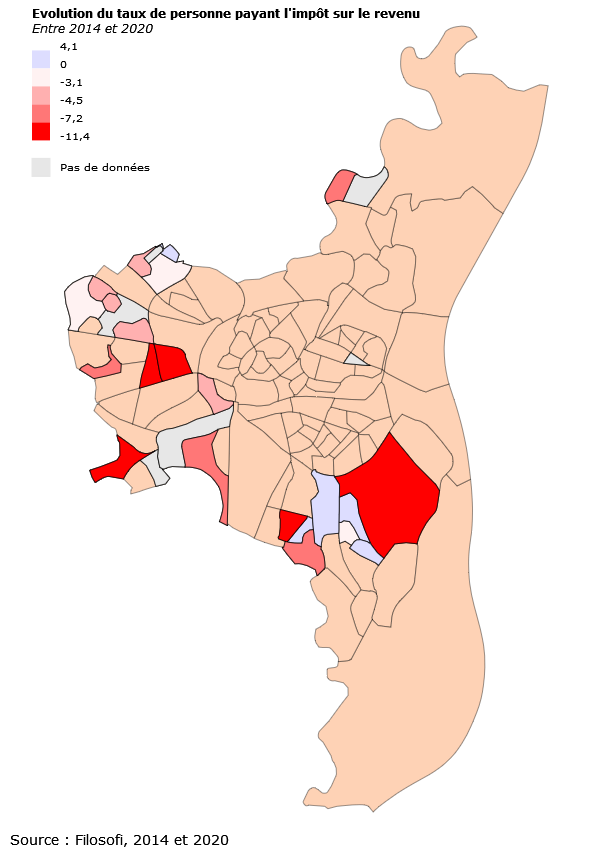 Evolution du taux de personne payant l'impôt sur le revenu
Entre 2014 et 2020
4,1
0
-3,1
-4,5
-7,2
-11,4
Pas de données
Source : Filosofi, 2014 et 2020